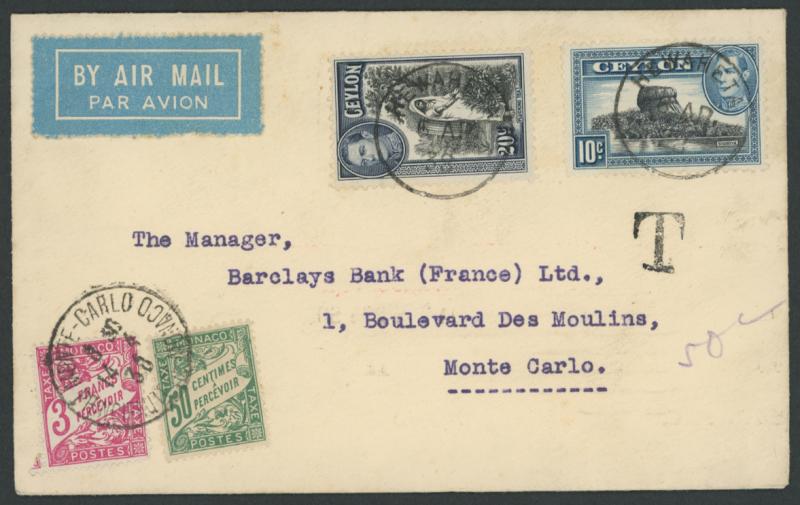 BY AIR MAIL
PAR AVION
CEYLON
20c
CEYLON
10c
T
The Manager,
Barclays Bank (France) Ltd.,
1, Boulevard Des Moulins,
Monte Carlo.
50c
MONTE-CARLO
MONACO
TAXE
3
FRANCS
A PERCEVOIR
POSTES
MONACO
TAXE
50
CENTIMES
A PERCEVOIR
POSTES